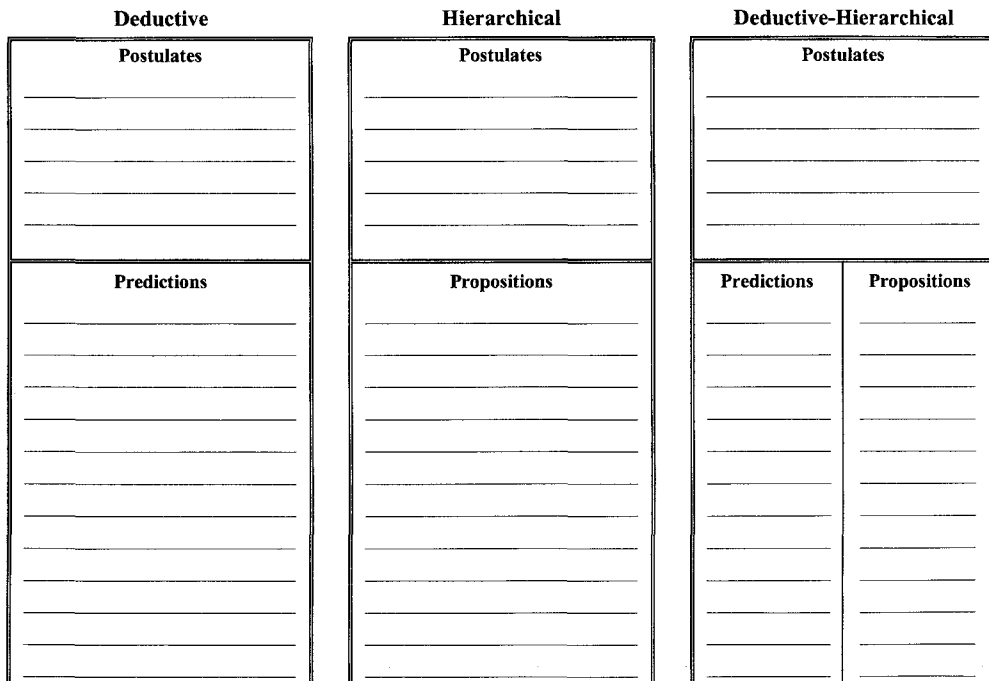 Deductive
Postulates
Predictions
Hierarchical
Postulates
Propositions
Deductive-Hierarchical
Postulates
Predictions
Propositions